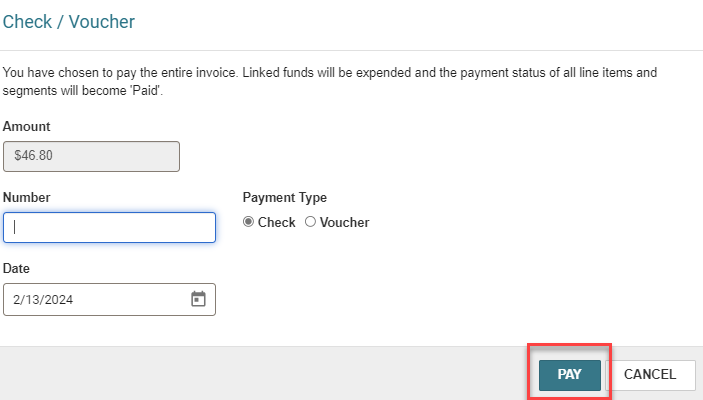 Check / Voucher
You have chosen to pay the entire invoice. Linked funds will be expended and the payment status of all line items and
segments will become 'Paid'.
Amount
$46.80
Number
Payment Type
Check
Voucher
Date
2/13/2024
PAY
CANCEL